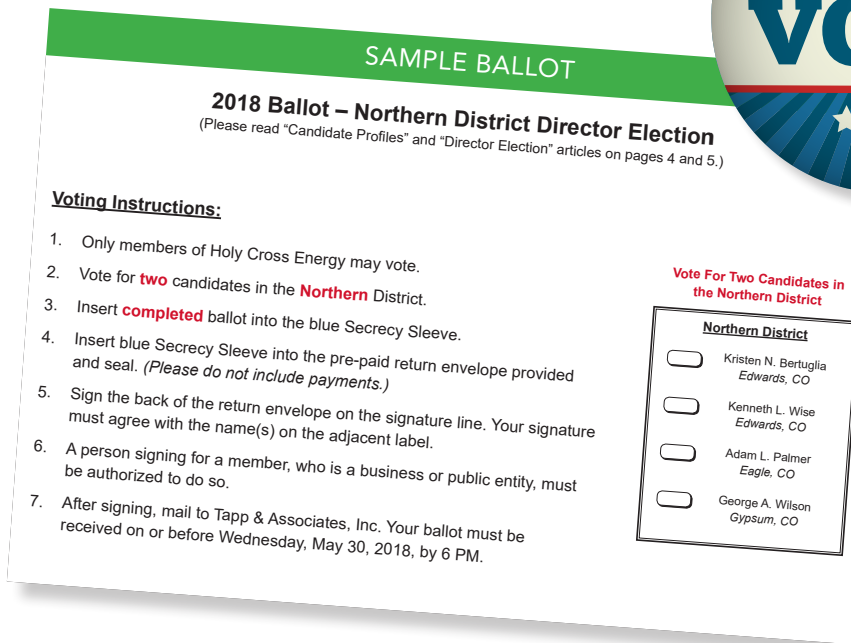 SAMPLE BALLOT
2018 Ballot – Northern District Director Election
(Please read “Candidate Profiles” and “Director Election” articles on pages 4 and 5.)
Voting Instructions:
1. Only members of Holy Cross Energy may vote.
2. Vote for two candidates in the Northern District.
3. Insert completed ballot into the blue Secrecy Sleeve.
4. Insert blue Secrecy Sleeve into the pre-paid return envelope provided
and seal. (Please do not include payments.)
5. Sign the back of the return envelope on the signature line. Your signature
must agree with the name(s) on the adjacent label.
6. A person signing for a member, who is a business or public entity, must
be authorized to do so.
7. After signing, mail to Tapp & Associates, Inc. Your ballot must be
received on or before Wednesday, May 30, 2018, by 6 PM.
Vote For Two Candidates in
the Northern District
Northern District
Kristen N. Bertuglia
Edwards, CO
Kenneth L. Wise
Edwards, CO
Adam L. Palmer
Eagle, CO
George A. Wilson
Gypsum, CO